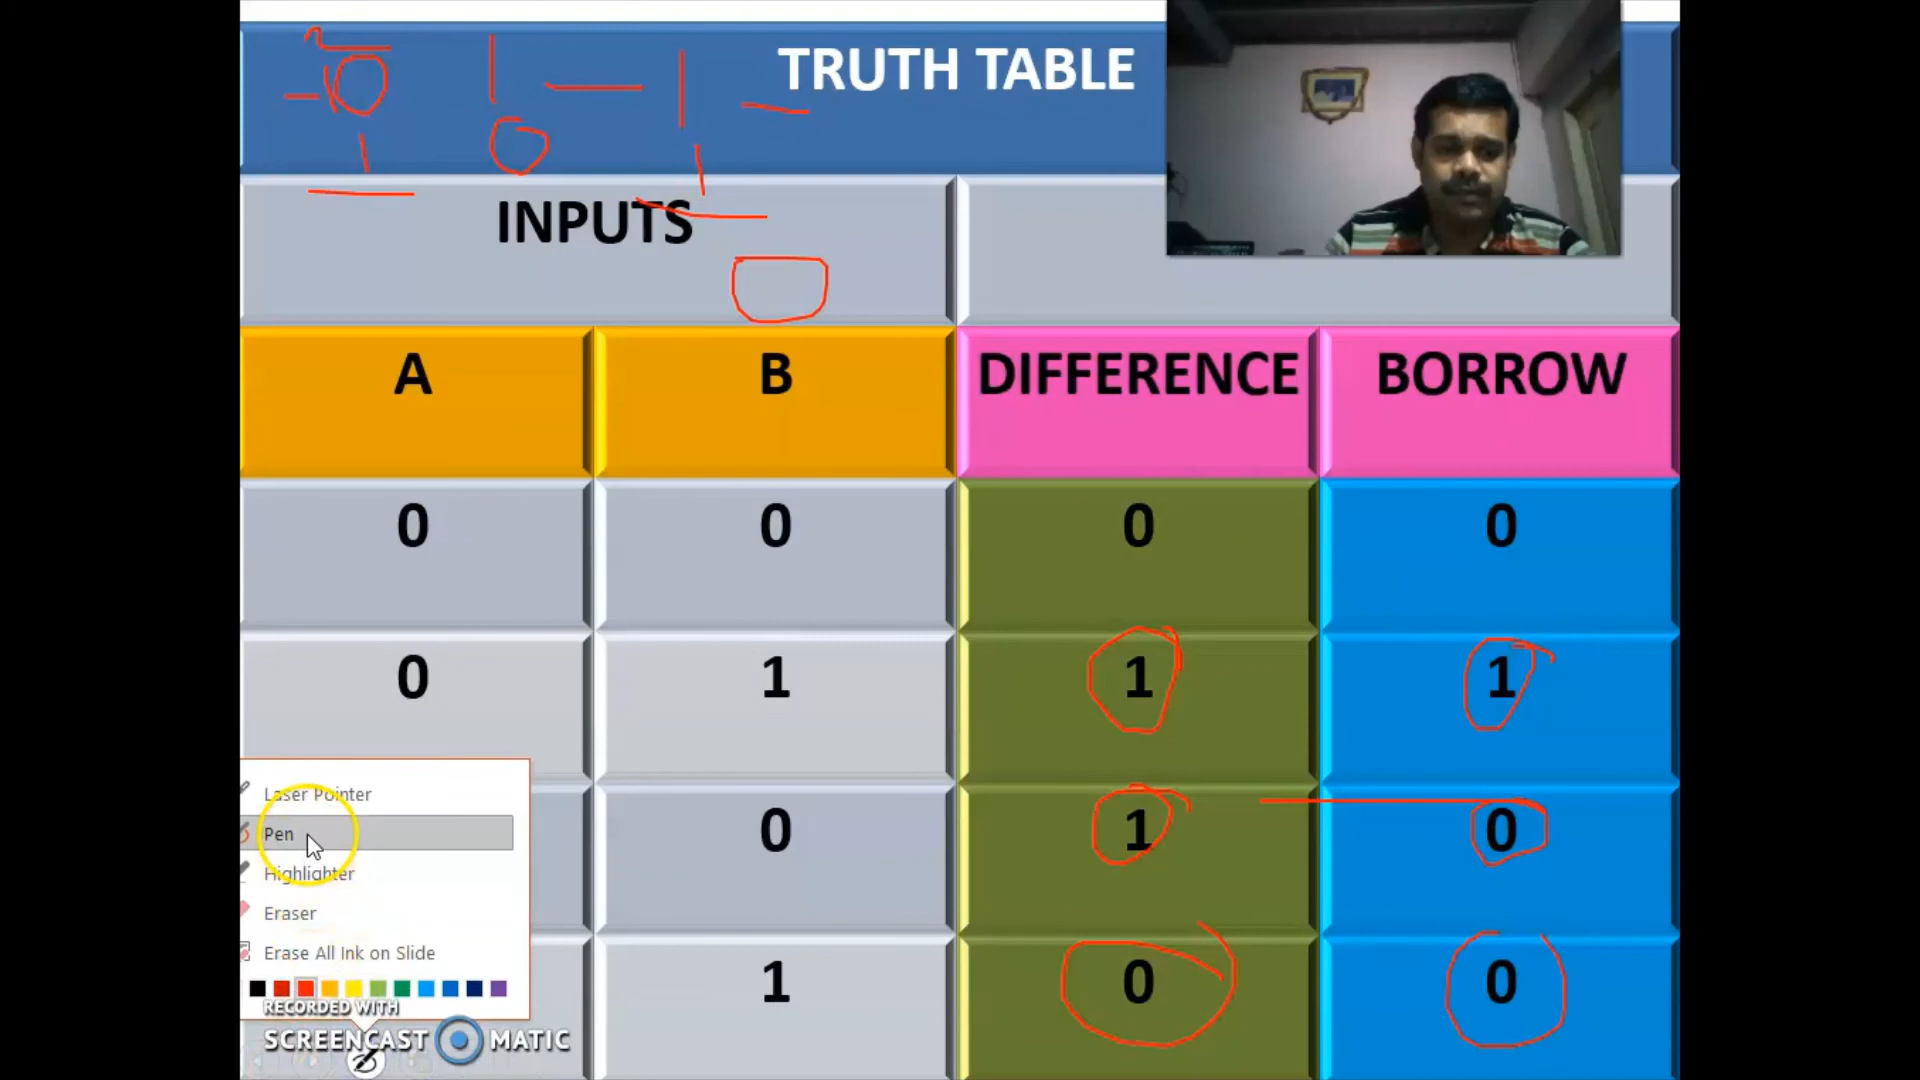 TRUTH TABLE
INPUTS
A B DIFFERENCE BORROW
0 0 0 0
0 1 1 1
0 1 0
1 0 0
Laser Pointer
Pen
Highlighter
Eraser
Erase All Ink on Slide
RECORDED WITH
SCREENCAST MATIC